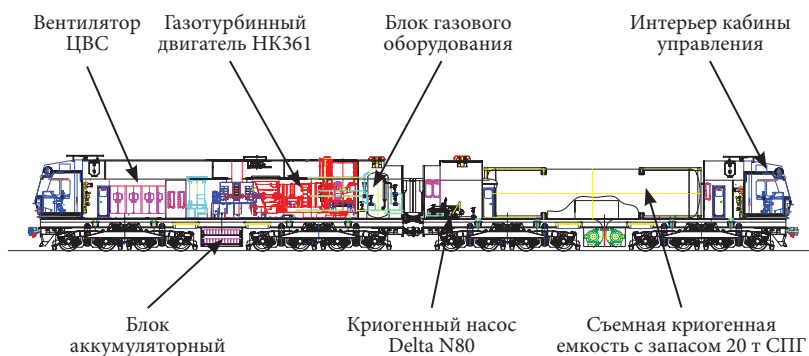 Вентилятор
ЦВС
Газотурбинный
двигатель НК361
Блок газового
оборудования
Интерьер кабины
управления
Блок
аккумуляторный
Криогенный насос
Delta N80
Съемная криогенная
емкость с запасом 20 т СПГ